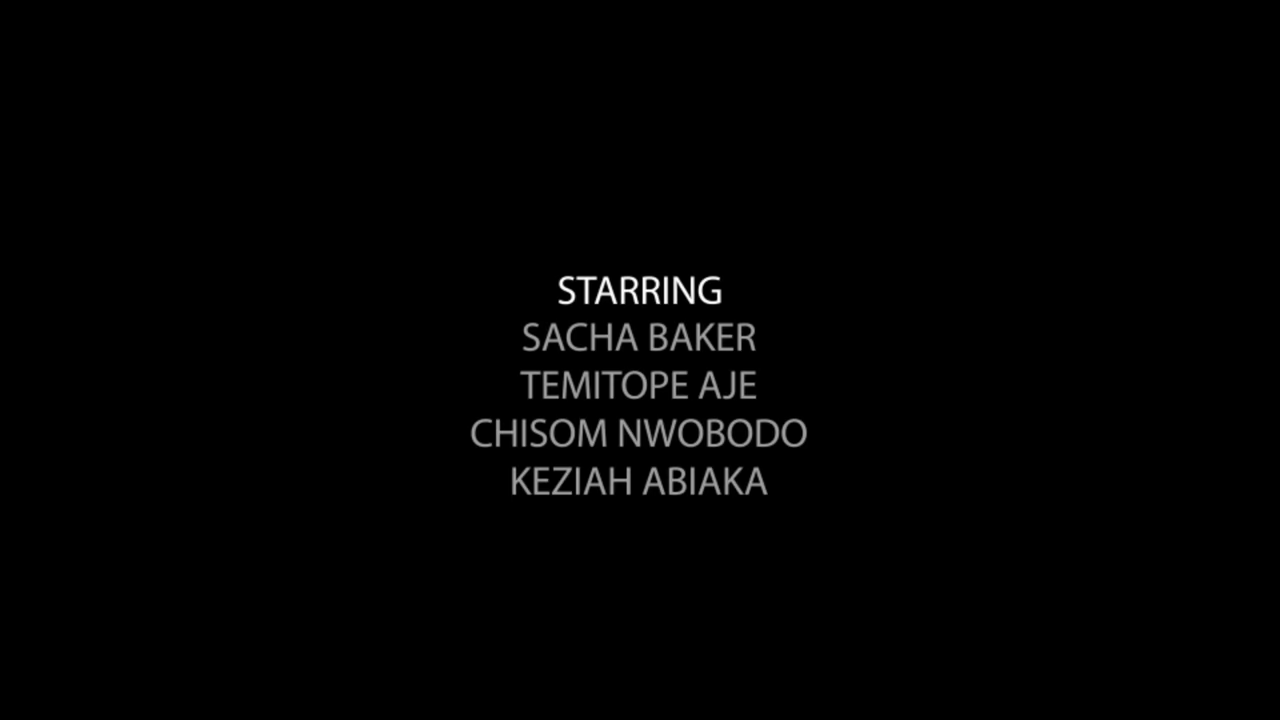 STARRING
SACHA BAKER
TEMITOPE AJE
CHISOM NWOBODO
KEZIAH ABIAKA